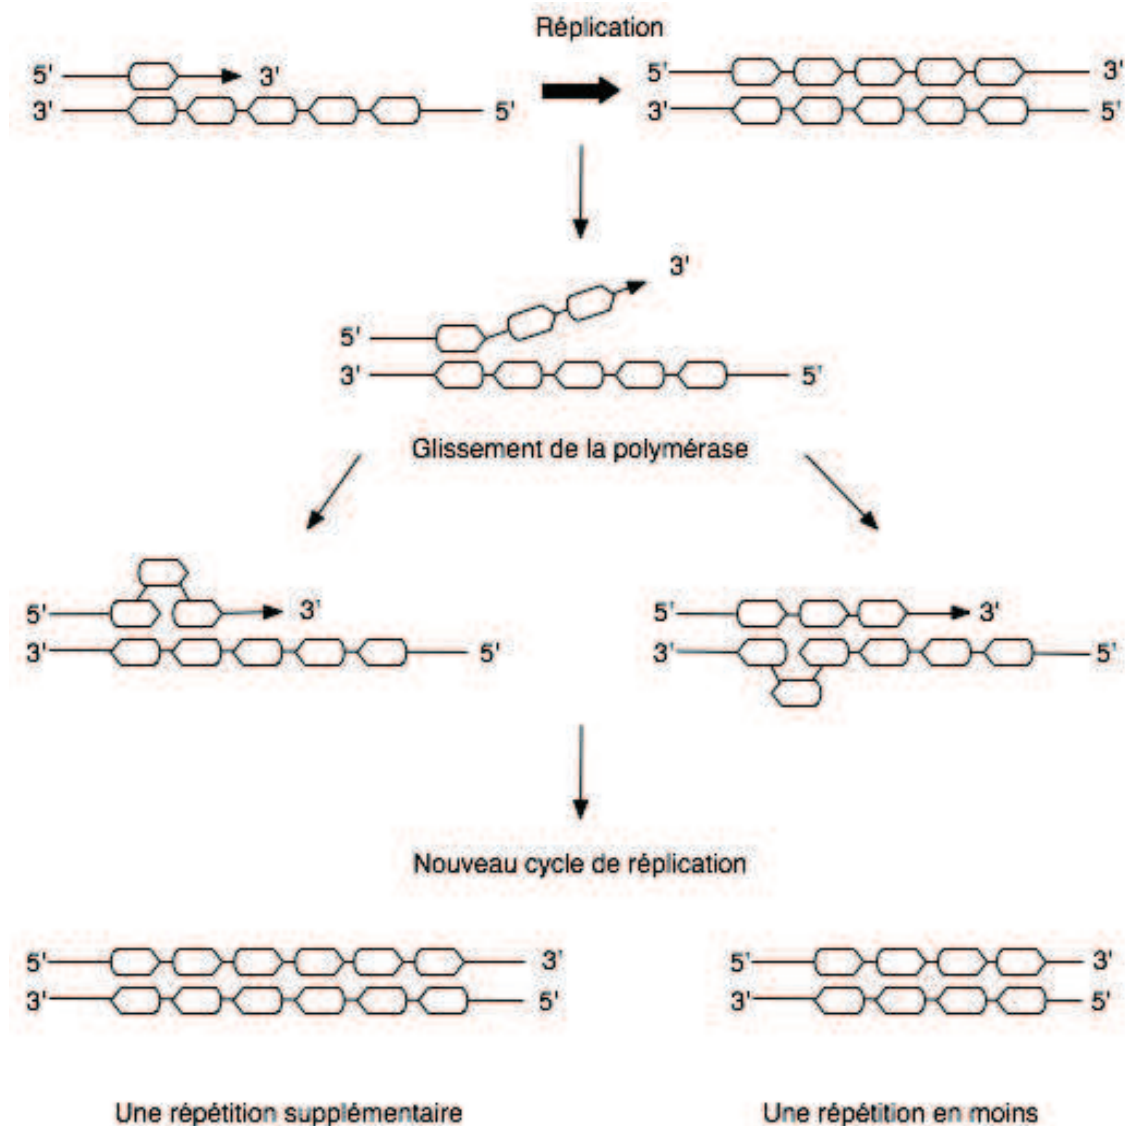 Réplication
5' 3' 5' 3'
3' 5' 3' 5'
3'
5'
3' 5'
Glissement de la polymérase
5' 3' 5' 3'
3' 5' 3' 5'
Nouveau cycle de réplication
5' 3' 5' 3'
3' 5' 3' 5'
Une répétition supplémentaire Une répétition en moins